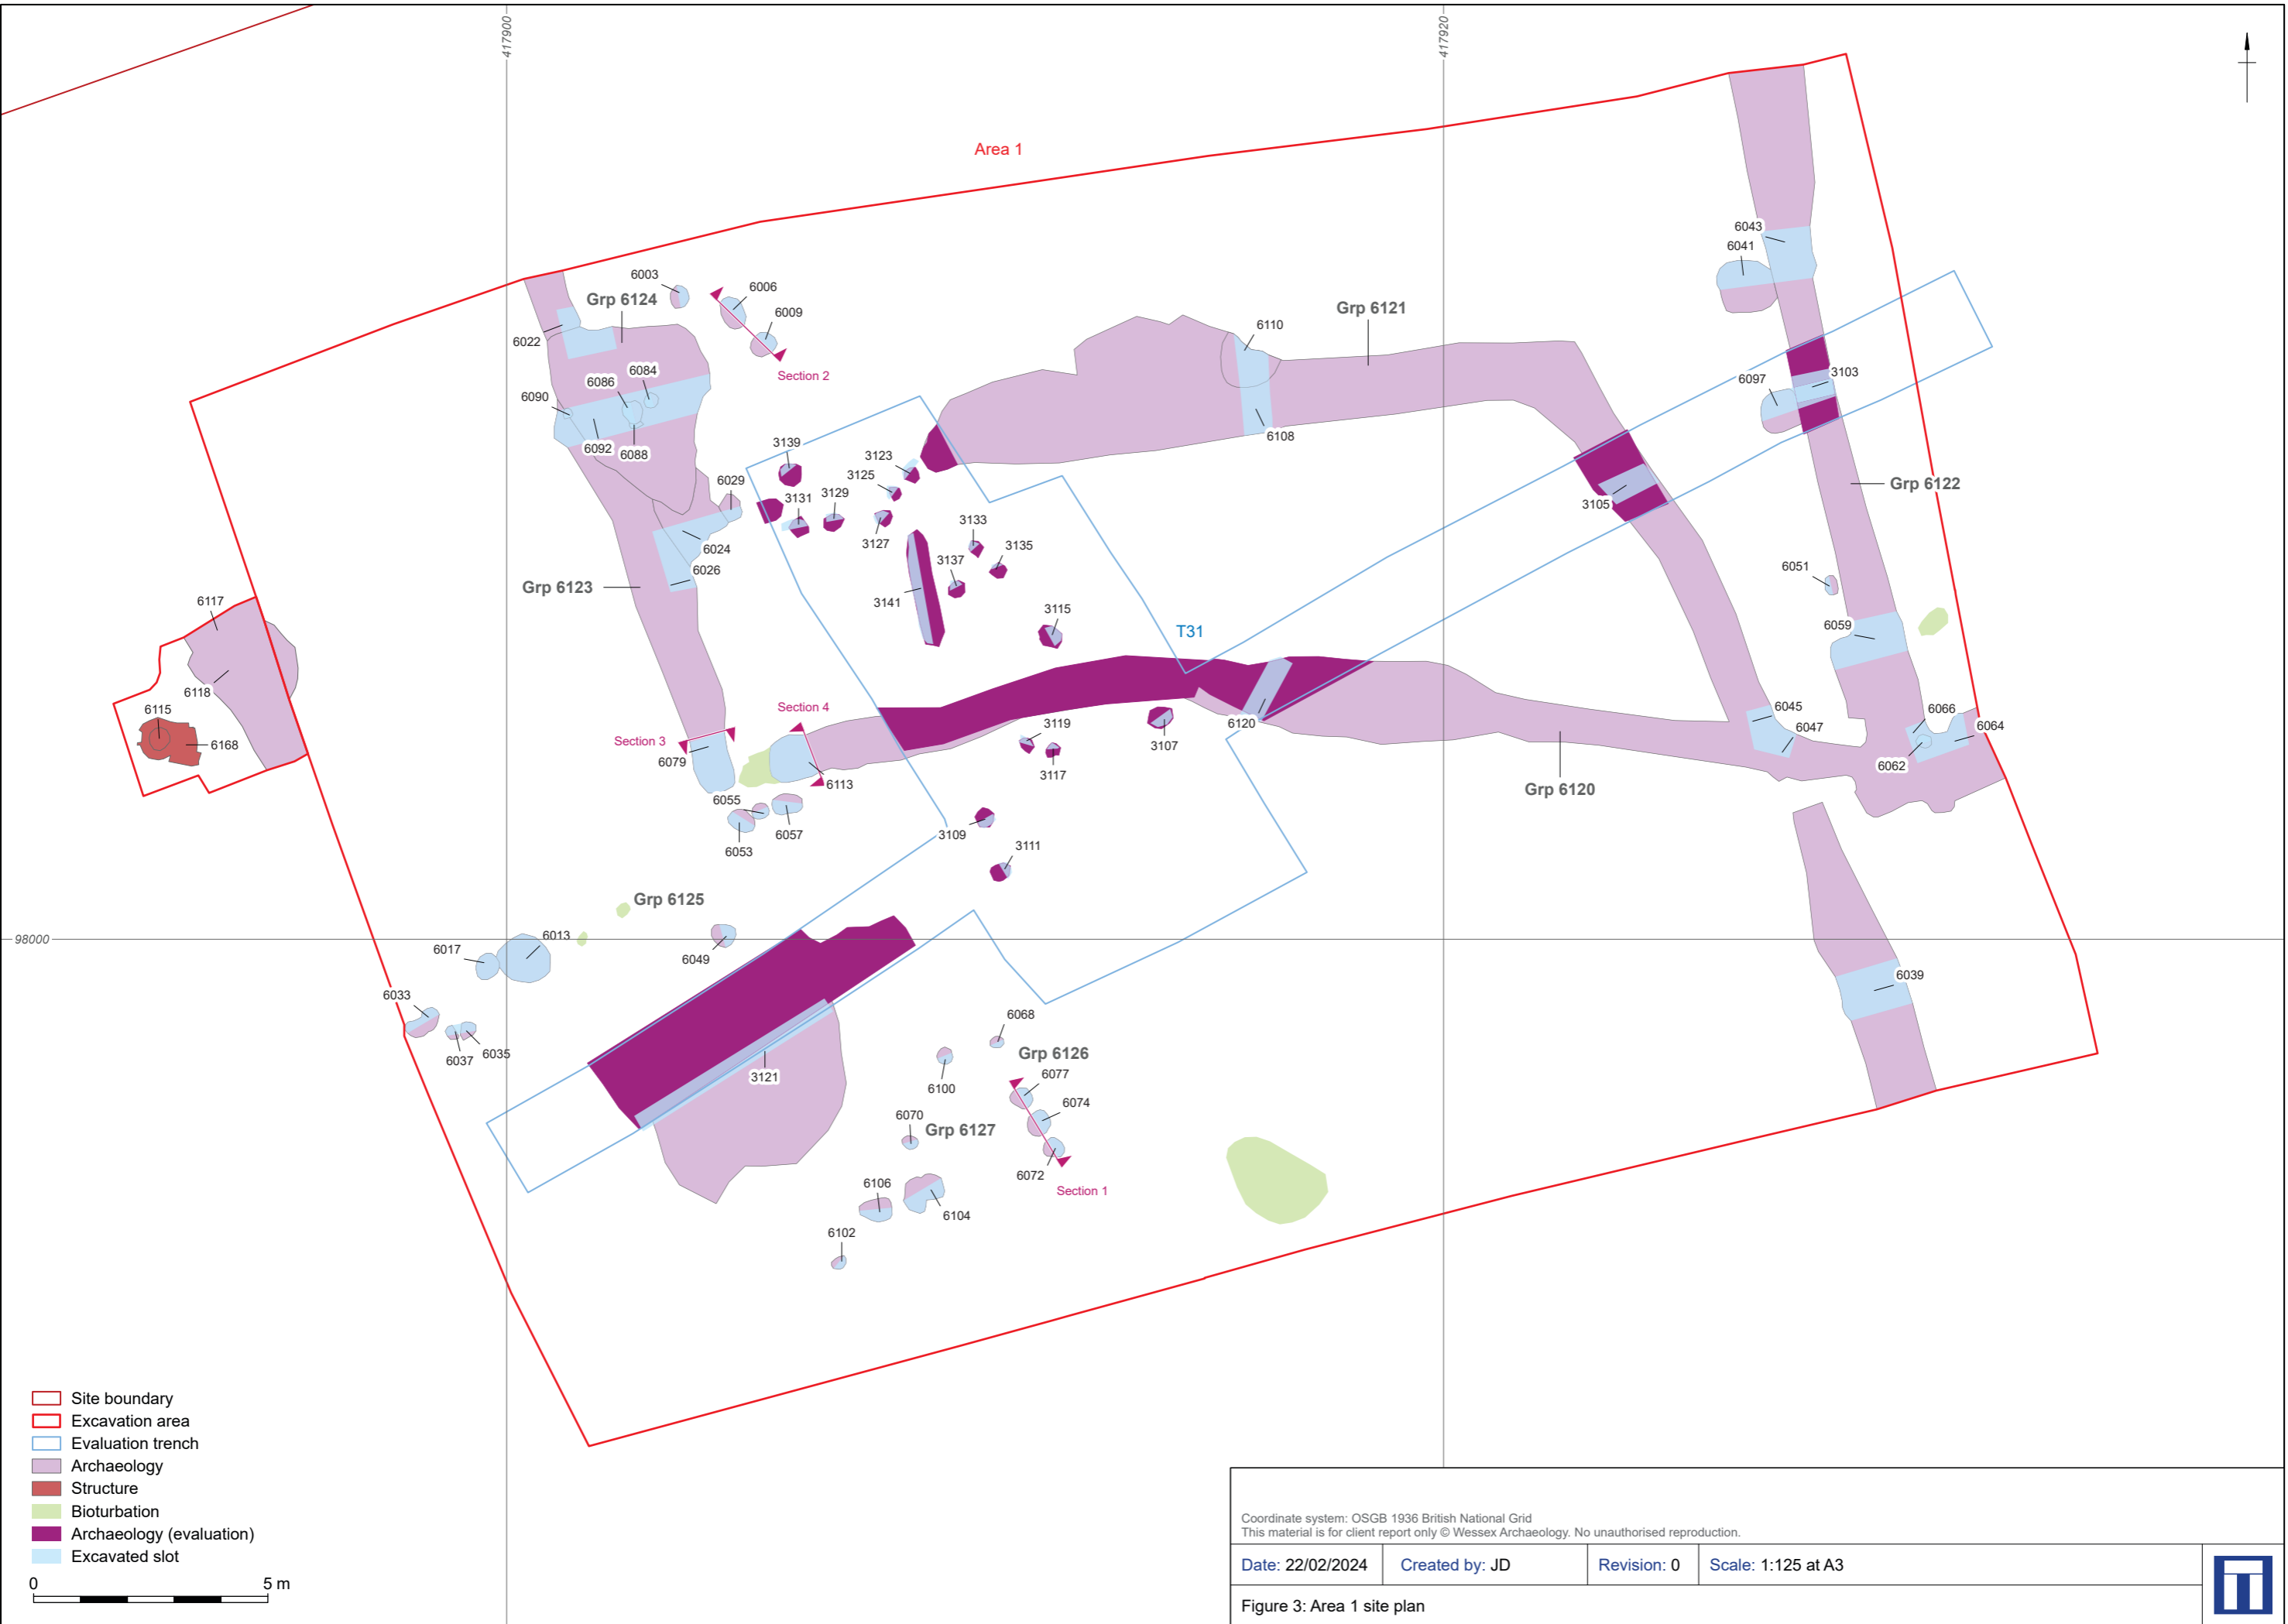 417900
417920
Area 1
6043
6041
6003
Grp 6124
6006
6009
Grp 6121
6110
6022
Section 2
6084
6086
6090
3103
6097
6092
6088
6108
3139
3123
3125
6029
3131
3129
Grp 6122
3105
3127
3133
3135
6024
6026
3137
Grp 6123
6051
3141
6117
3115
T31
6059
6118
6115
Section 4
6045
6066
6064
Section 3
6168
6079
3119
6120
3107
6047
3117
6062
6113
Grp 6120
6055
6057
6053
3109
3111
Grp 6125
98000
6013
6017
6049
6039
6033
6068
Grp 6126
6037
6035
6100
3121
6077
6074
6070
Grp 6127
6072
Section 1
6106
6104
6102
Site boundary
Excavation area
Evaluation trench
Archaeology
Structure
Bioturbation
Archaeology (evaluation)
Excavated slot
0 5 m
Coordinate system: OSGB 1936 British National Grid
This material is for client report only © Wessex Archaeology. No unauthorised reproduction.
Date: 22/02/2024 Created by: JD Revision: 0 Scale: 1:125 at A3
Figure 3: Area 1 site plan